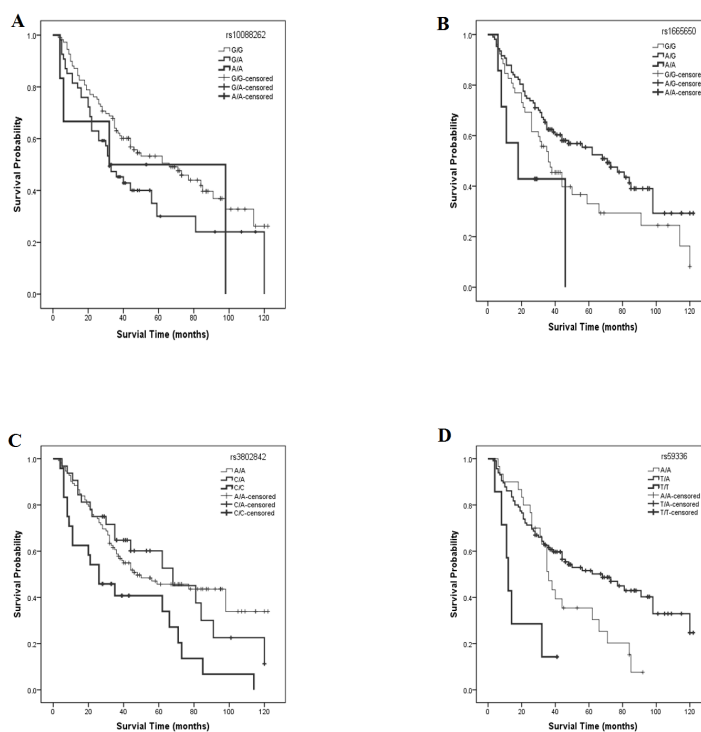 A
rs10088262
G/G
G/A
A/A
G/G-censored
G/A-censored
A/A-censored
Survival Probability
1.0
0.8
0.6
0.4
0.2
0.0
0 20 40 60 80 100 120
Survial Time (months)
B
rs1665650
G/G
A/G
A/A
G/G-censored
A/G-censored
A/A-censored
Survival Probability
1.0
0.8
0.6
0.4
0.2
0.0
0 20 40 60 80 100 120
Survial Time (months)
C
rs3802842
A/A
C/A
C/C
A/A-censored
C/A-censored
C/C-censored
Survival Probability
1.0
0.8
0.6
0.4
0.2
0.0
0 20 40 60 80 100 120
Survial Time (months)
D
rs59336
A/A
T/A
T/T
A/A-censored
T/A-censored
T/T-censored
Survival Probability
1.0
0.8
0.6
0.4
0.2
0.0
0 20 40 60 80 100 120
Survial Time (months)